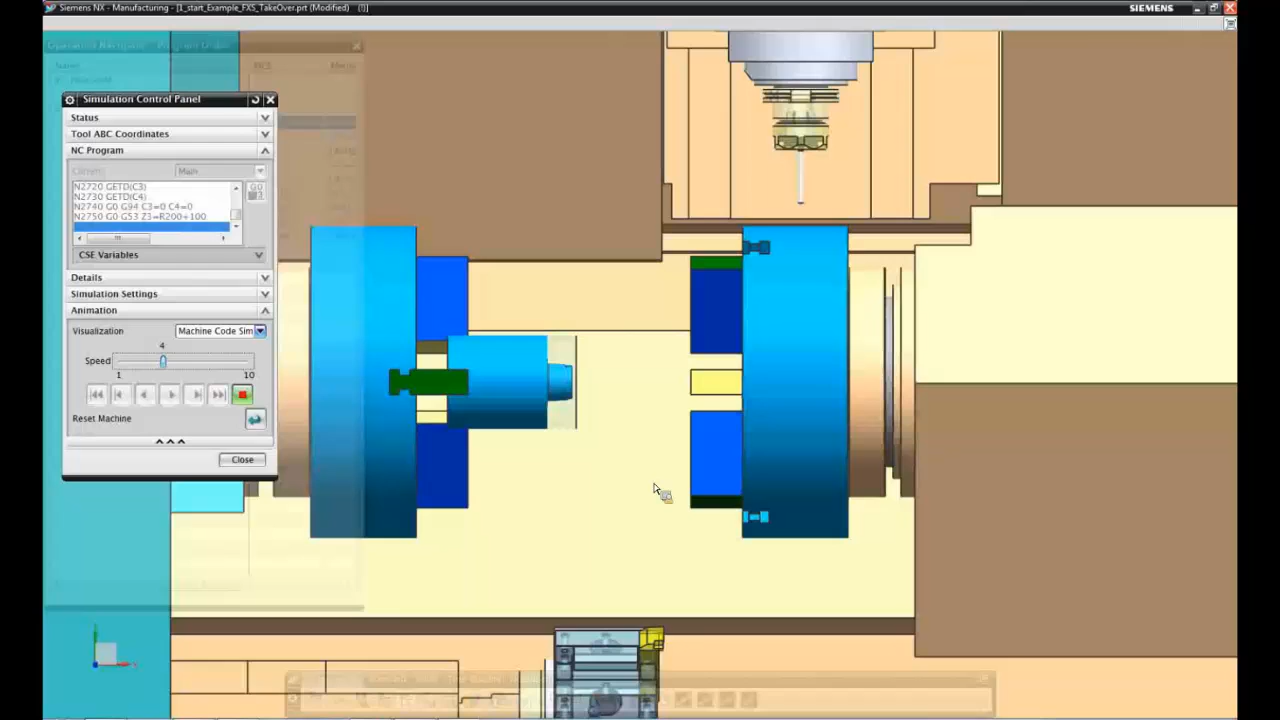 Siemens NX - Manufacturing - [1_start_Example_FXS_TakeOver.prt (Modified) (!)]
SIEMENS
Simulation Control Panel
Status
Tool ABC Coordinates
NC Program
Main
N2720 GETD(C3)
N2730 GETD(C4)
N2740 G0 G94 C3=0 C4=0
N2750 G0 G53 Z3=R200+100
CSE Variables
Details
Simulation Settings
Animation
Visualization
Machine Code Sim
4
Speed
1
10
Reset Machine
Close